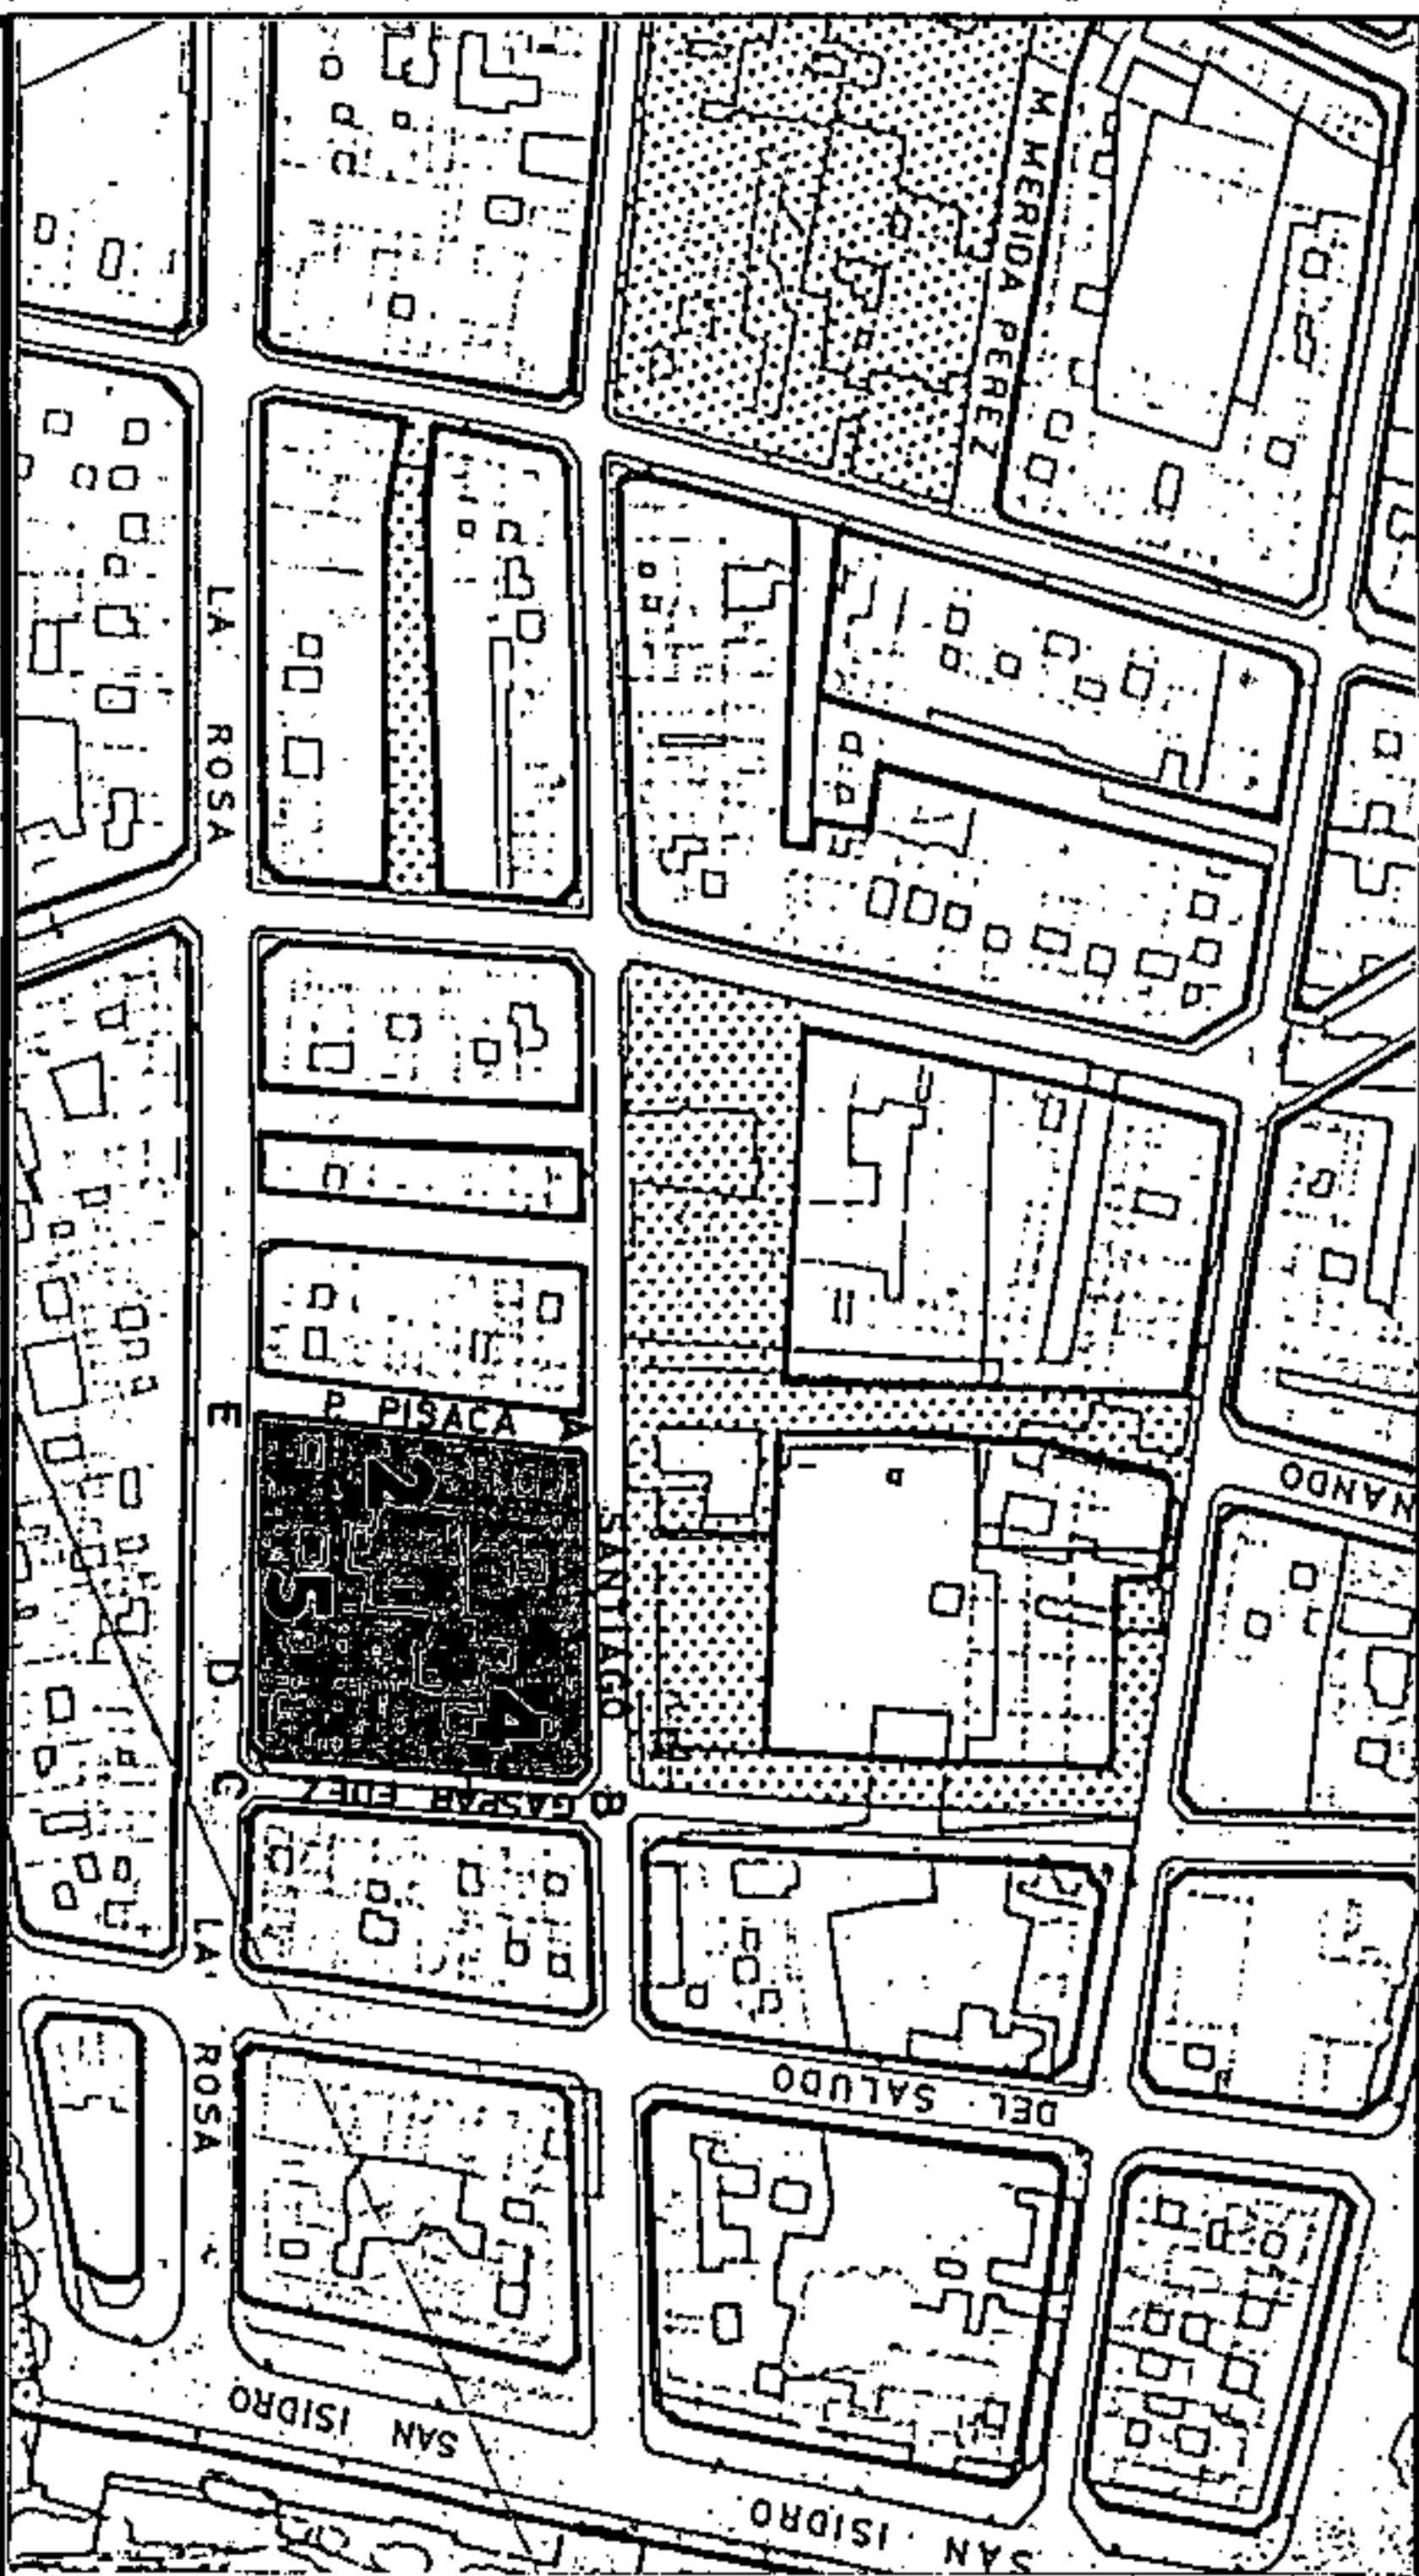 M. MERIDA PEREZ
LA ROSA
P. PISACA
A
E
2
5
4
SANTIAGO
NANDO
D
C
B
GASPAR
LA ROSA
DEL SALUDO
SAN ISIDRO
SAN ISIDRO